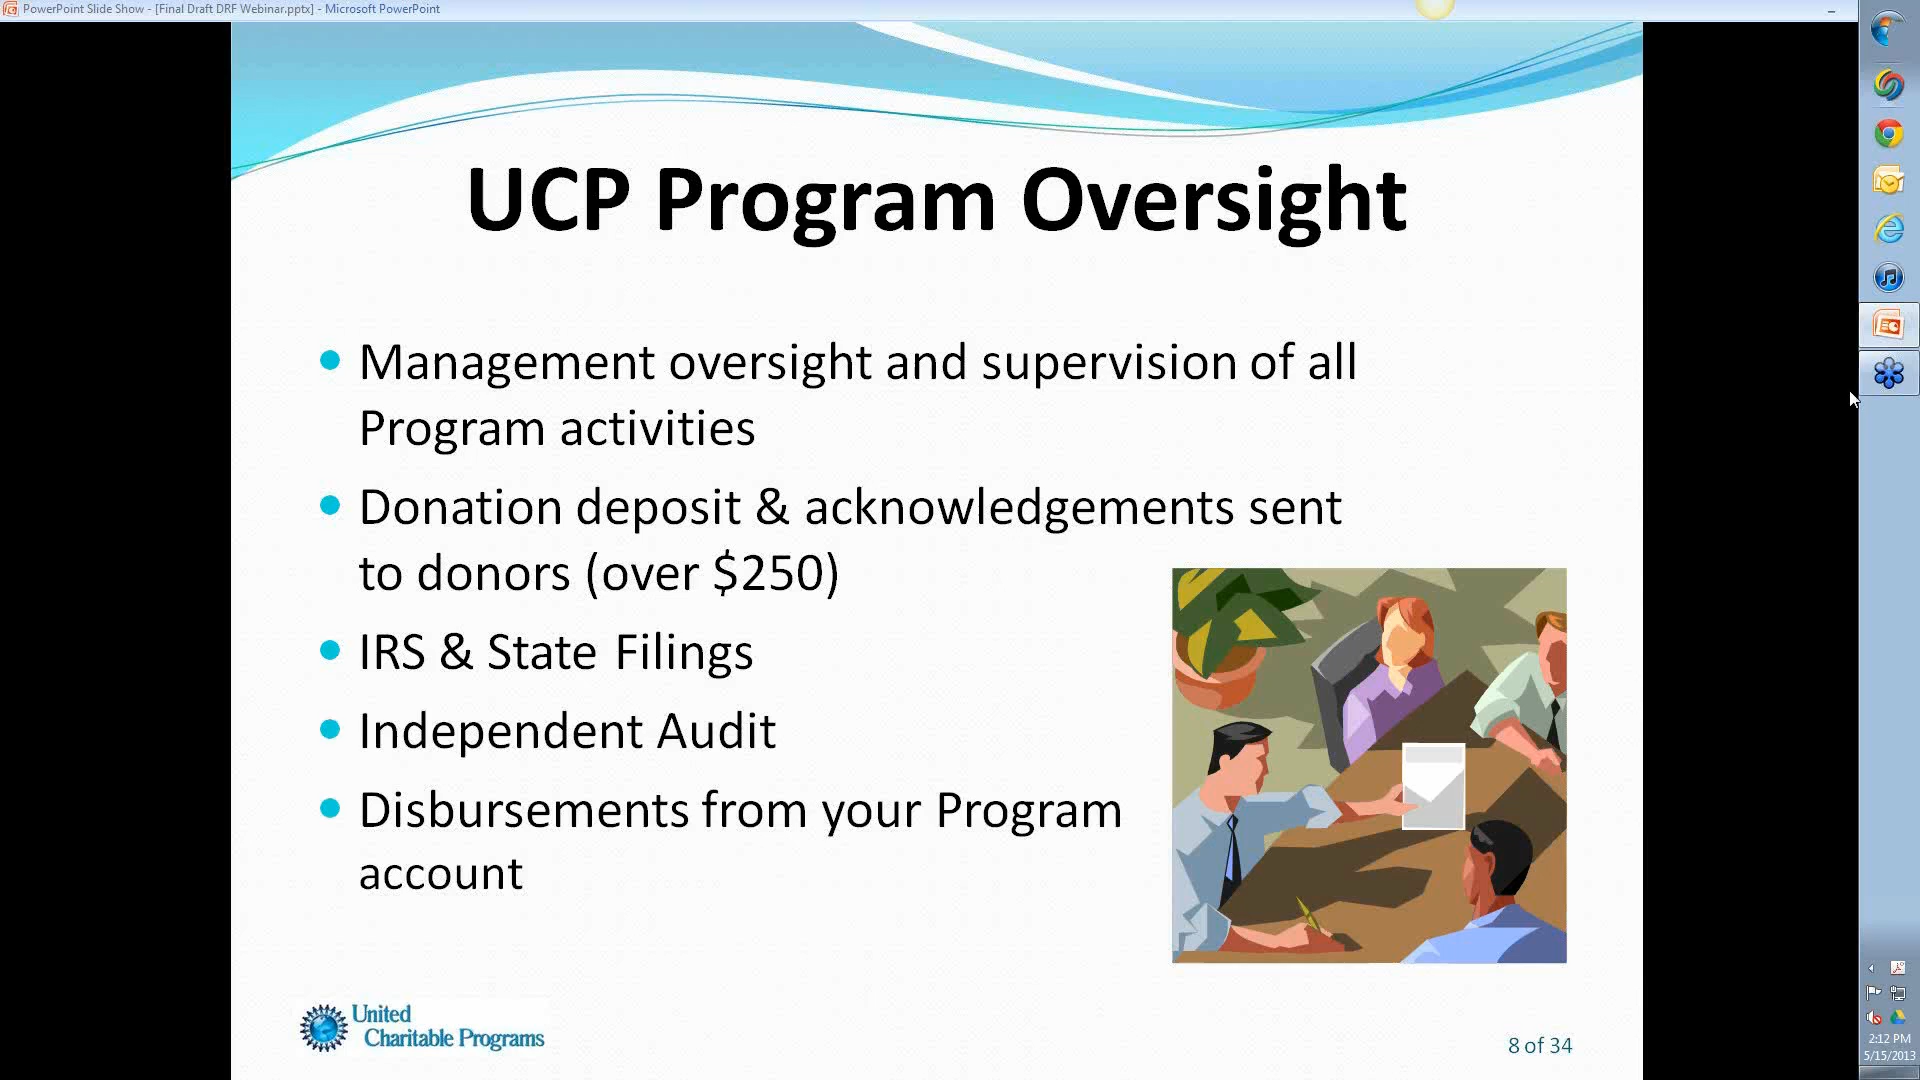 PowerPoint Slide Show - [Final Draft DRF Webinar.pptx] - Microsoft PowerPoint
UCP Program Oversight
Management oversight and supervision of all
Program activities
Donation deposit & acknowledgements sent
to donors (over $250)
IRS & State Filings
Independent Audit
Disbursements from your Program
account
United
Charitable Programs
8 of 34
2:12 PM
5/15/2013